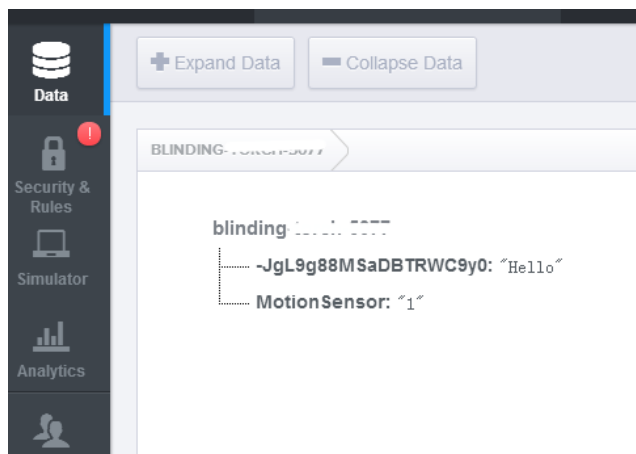 Data
Expand Data
Collapse Data
!
BLINDING-
Security &
Rules
blinding-
-JgL9g88MSaDBTRWC9y0: "Hello"
Simulator
MotionSensor: "1"
Analytics